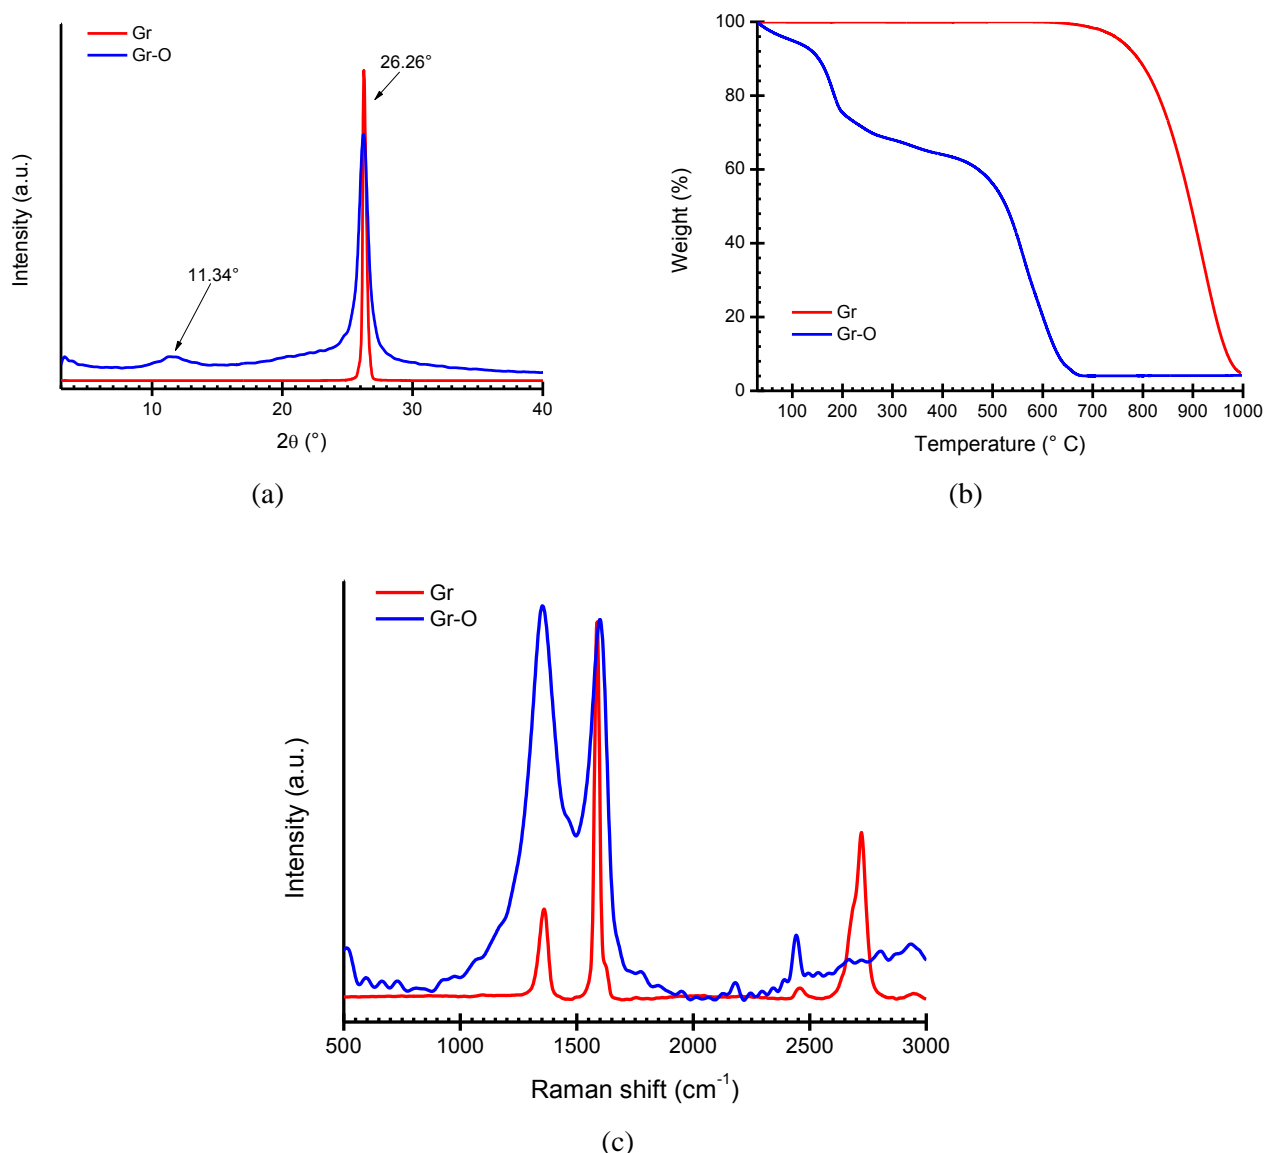 Gr
Gr-O
26.26°
11.34°
Intensity (a.u.)
10 20 30 40
2θ (°)
(a)
100
80
60
40
20
0
Weight (%)
Gr
Gr-O
100 200 300 400 500 600 700 800 900 1000
Temperature (° C)
(b)
Gr
Gr-O
Intensity (a.u.)
500 1000 1500 2000 2500 3000
Raman shift (cm⁻¹)
(c)